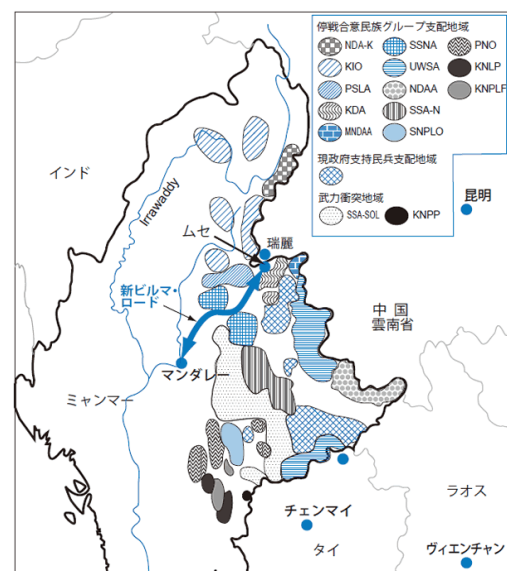 停戦合意民族グループ支配地域
NDA-K
SSNA
PNO
KIO
UWSA
KNLP
PSLA
NDAA
KNPLF
KDA
SSA-N
MNDAA
SNPLO
現政府支持民兵支配地域
武力衝突地域
SSA-SOL
KNPP
インド
Irrawaddy
昆明
ムセ
瑞麗
新ビルマ・
ロード
中 国
雲南省
マンダレー
ミャンマー
ラオス
チェンマイ
タイ
ヴィエンチャン